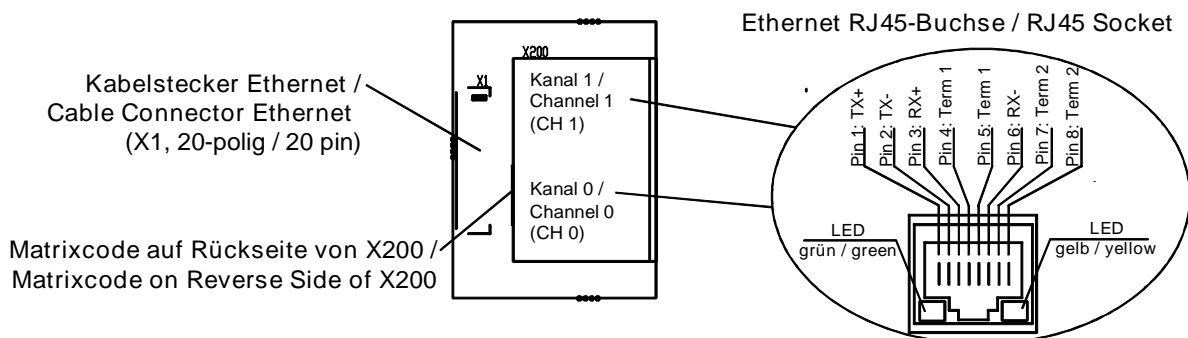 Ethernet RJ45-Buchse / RJ45 Socket
X200
X1
Kabelstecker Ethernet /
Cable Connector Ethernet
(X1, 20-polig / 20 pin)
Kanal 1 /
Channel 1
(CH 1)
Kanal 0 /
Channel 0
(CH 0)
Matrixcode auf Rückseite von X200 /
Matrixcode on Reverse Side of X200
Pin 1: TX+
Pin 2: TX-
Pin 3: RX+
Pin 4: Term 1
Pin 5: Term 1
Pin 6: RX-
Pin 7: Term 2
Pin 8: Term 2
LED
grün / green
LED
gelb / yellow